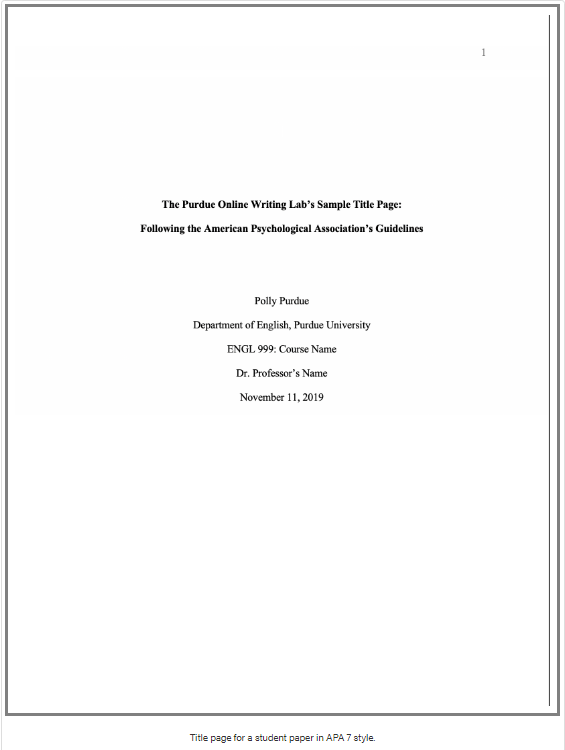 1
The Purdue Online Writing Lab’s Sample Title Page:
Following the American Psychological Association’s Guidelines
Polly Purdue
Department of English, Purdue University
ENGL 999: Course Name
Dr. Professor’s Name
November 11, 2019
Title page for a student paper in APA 7 style.